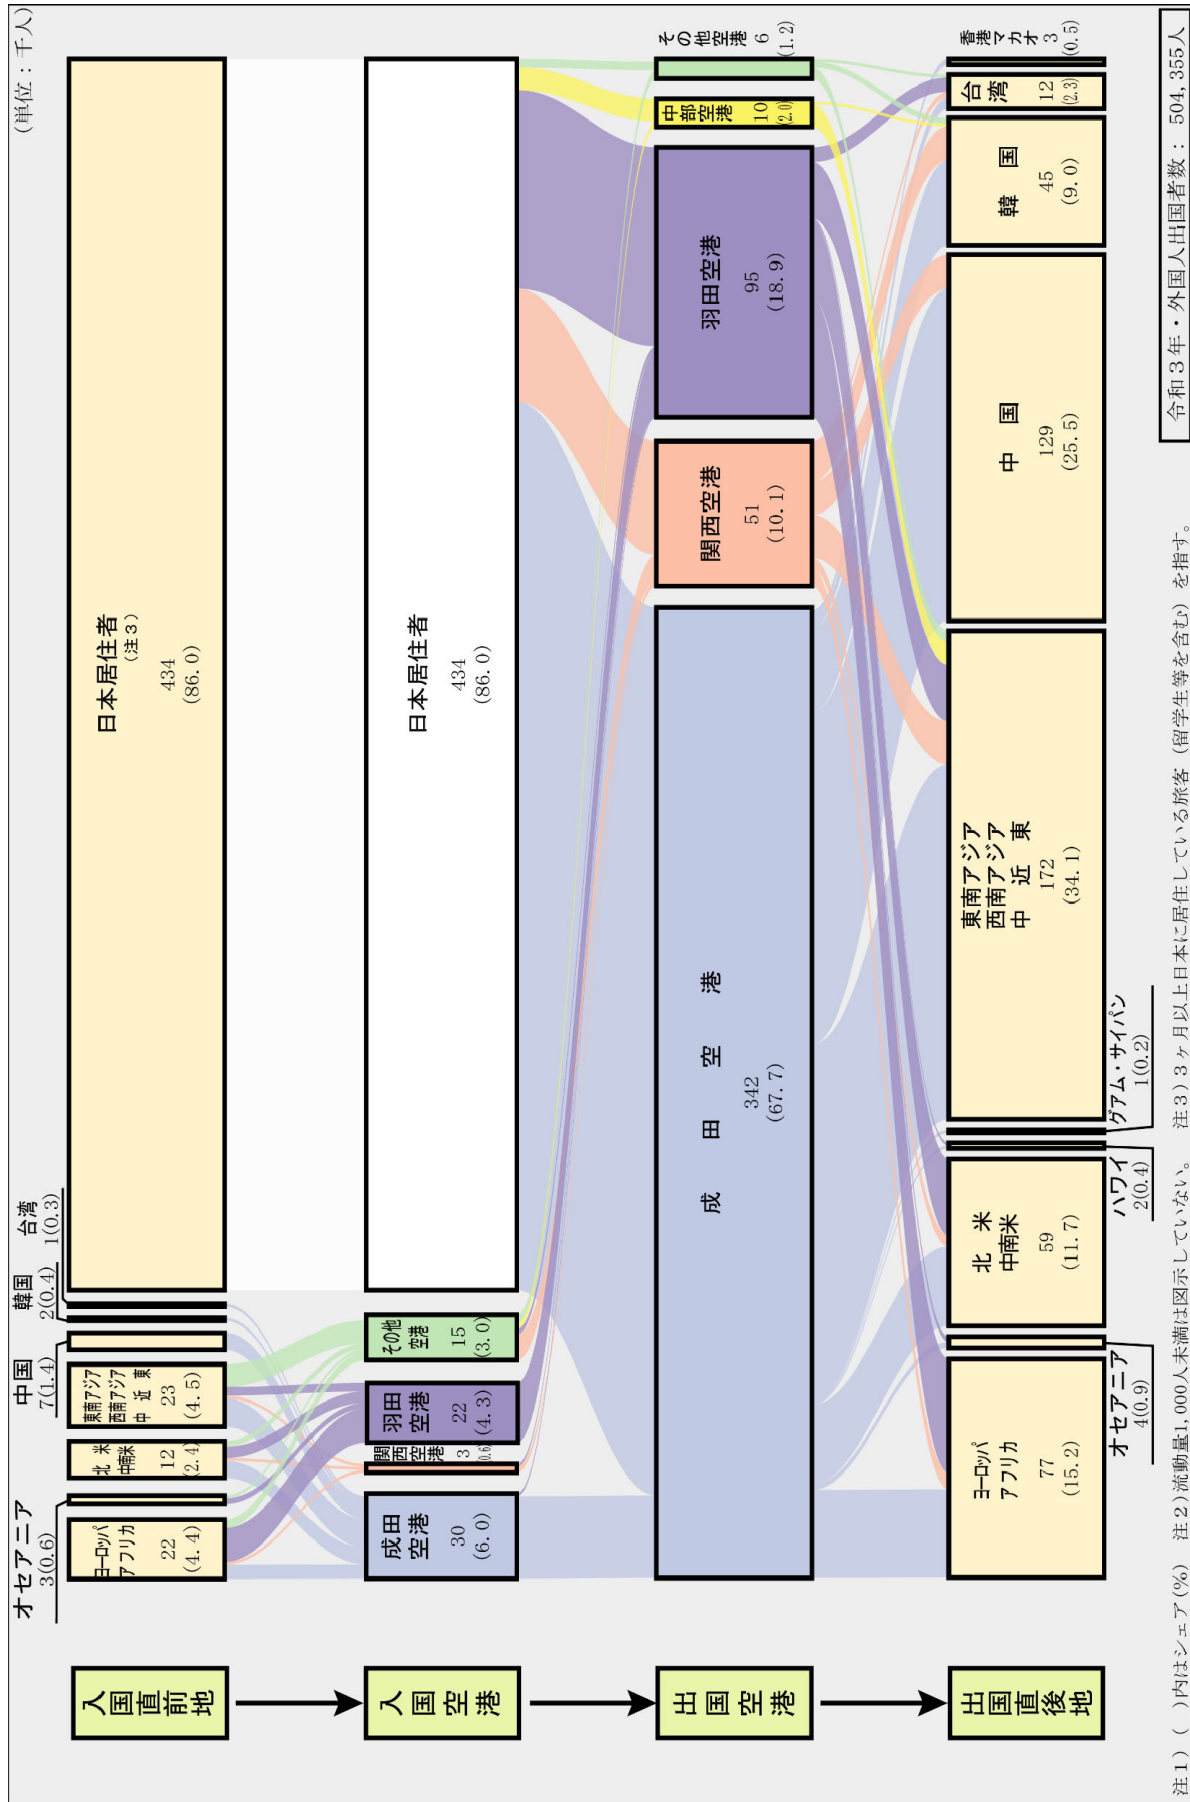 (単位：千人)
入国直前地
オセアニア
3(0.6)
ヨーロッパ
アフリカ
22
(4.4)
北 米
中南米
12
(2.4)
東南アジア
西南アジア
中 近 東
23
(4.5)
中国
7(1.4)
韓国
2(0.4)
台湾
1(0.3)
日本居住者
(注３)
434
(86.0)
入国空港
成田
空港
30
(6.0)
関西空港
3
(0.6)
羽田
空港
22
(4.3)
その他
空港
15
(3.0)
日本居住者
434
(86.0)
出国空港
成 田 空 港
342
(67.7)
関西空港
51
(10.1)
羽田空港
95
(18.9)
中部空港
10
(2.0)
その他空港
6
(1.2)
出国直後地
ヨーロッパ
アフリカ
77
(15.2)
オセアニア
4(0.9)
北 米
中南米
59
(11.7)
ハワイ
2(0.4)
グアム・サイパン
1(0.2)
東南アジア
西南アジア
中 近 東
172
(34.1)
中 国
129
(25.5)
韓 国
45
(9.0)
台湾
12
(2.3)
香港マカオ
3
(0.5)
令和３年・外国人出国者数： 504,355人
注１）（ ）内はシェア(%) 注２)流動量1,000人未満は図示していない。 注３)３ヶ月以上日本に居住している旅客（留学生等を含む）を指す。